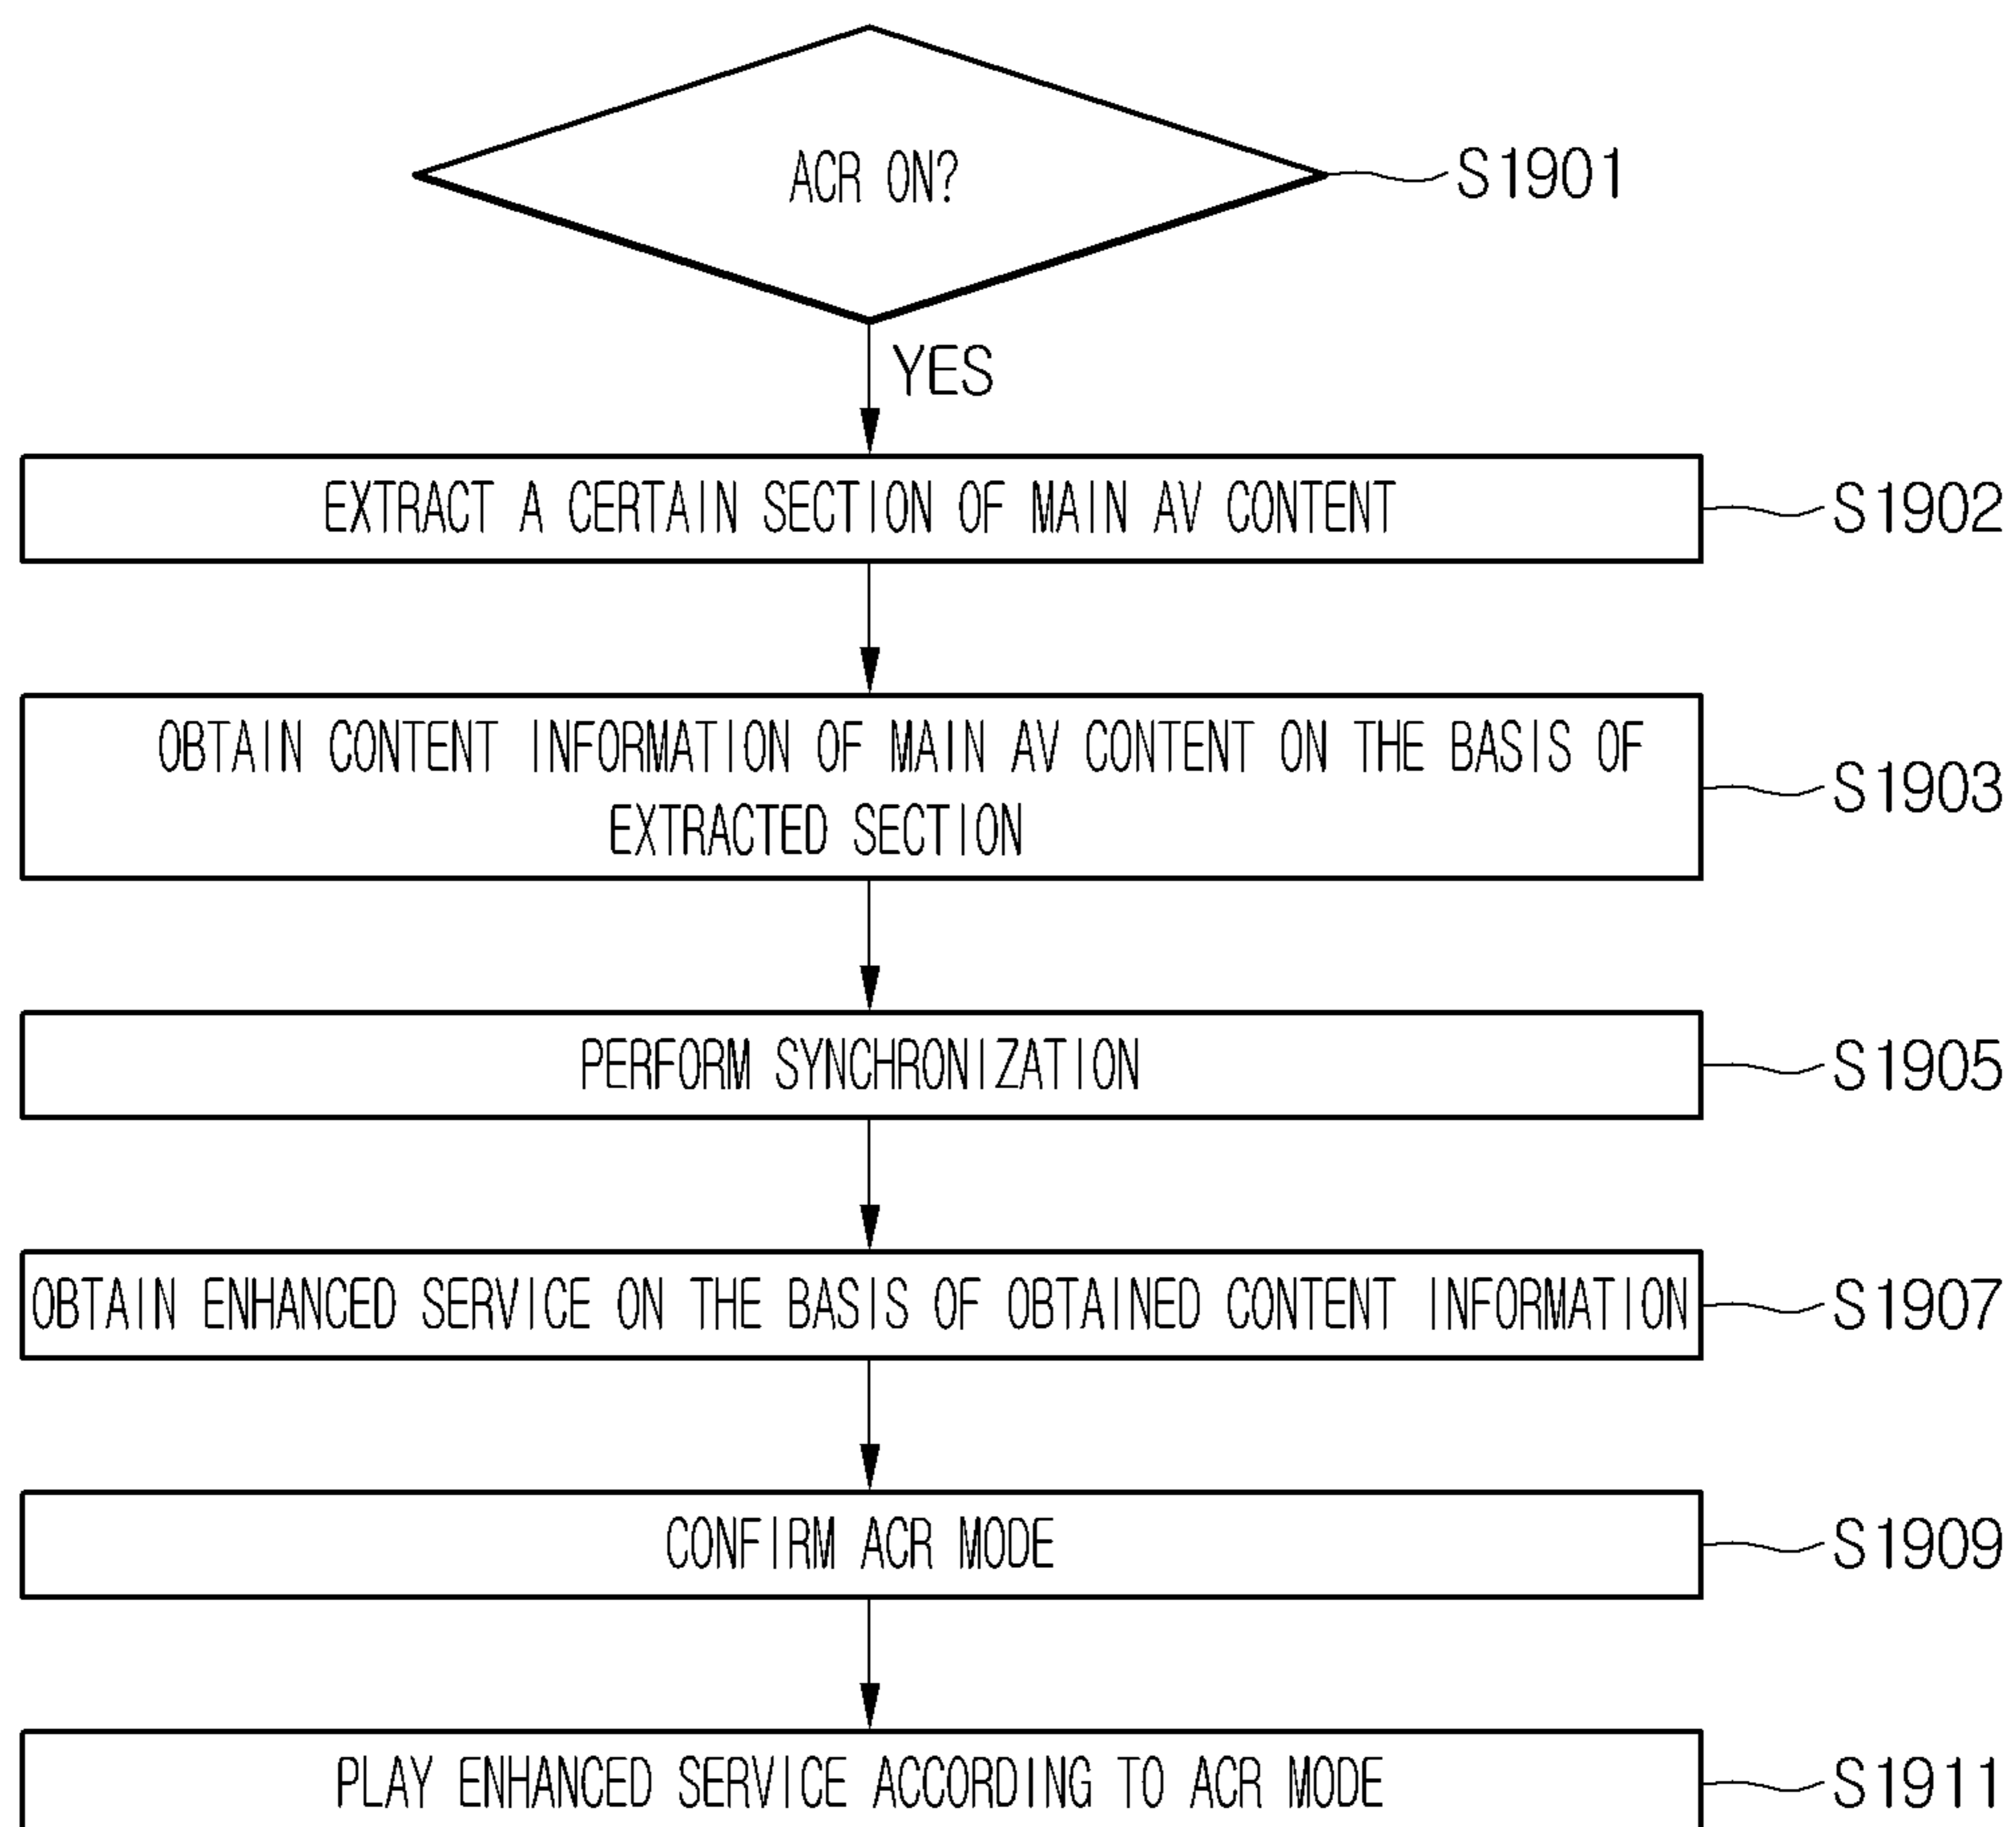 ACR ON?
S1901
YES
EXTRACT A CERTAIN SECTION OF MAIN AV CONTENT
S1902
OBTAIN CONTENT INFORMATION OF MAIN AV CONTENT ON THE BASIS OF
EXTRACTED SECTION
S1903
PERFORM SYNCHRONIZATION
S1905
OBTAIN ENHANCED SERVICE ON THE BASIS OF OBTAINED CONTENT INFORMATION
S1907
CONFIRM ACR MODE
S1909
PLAY ENHANCED SERVICE ACCORDING TO ACR MODE
S1911